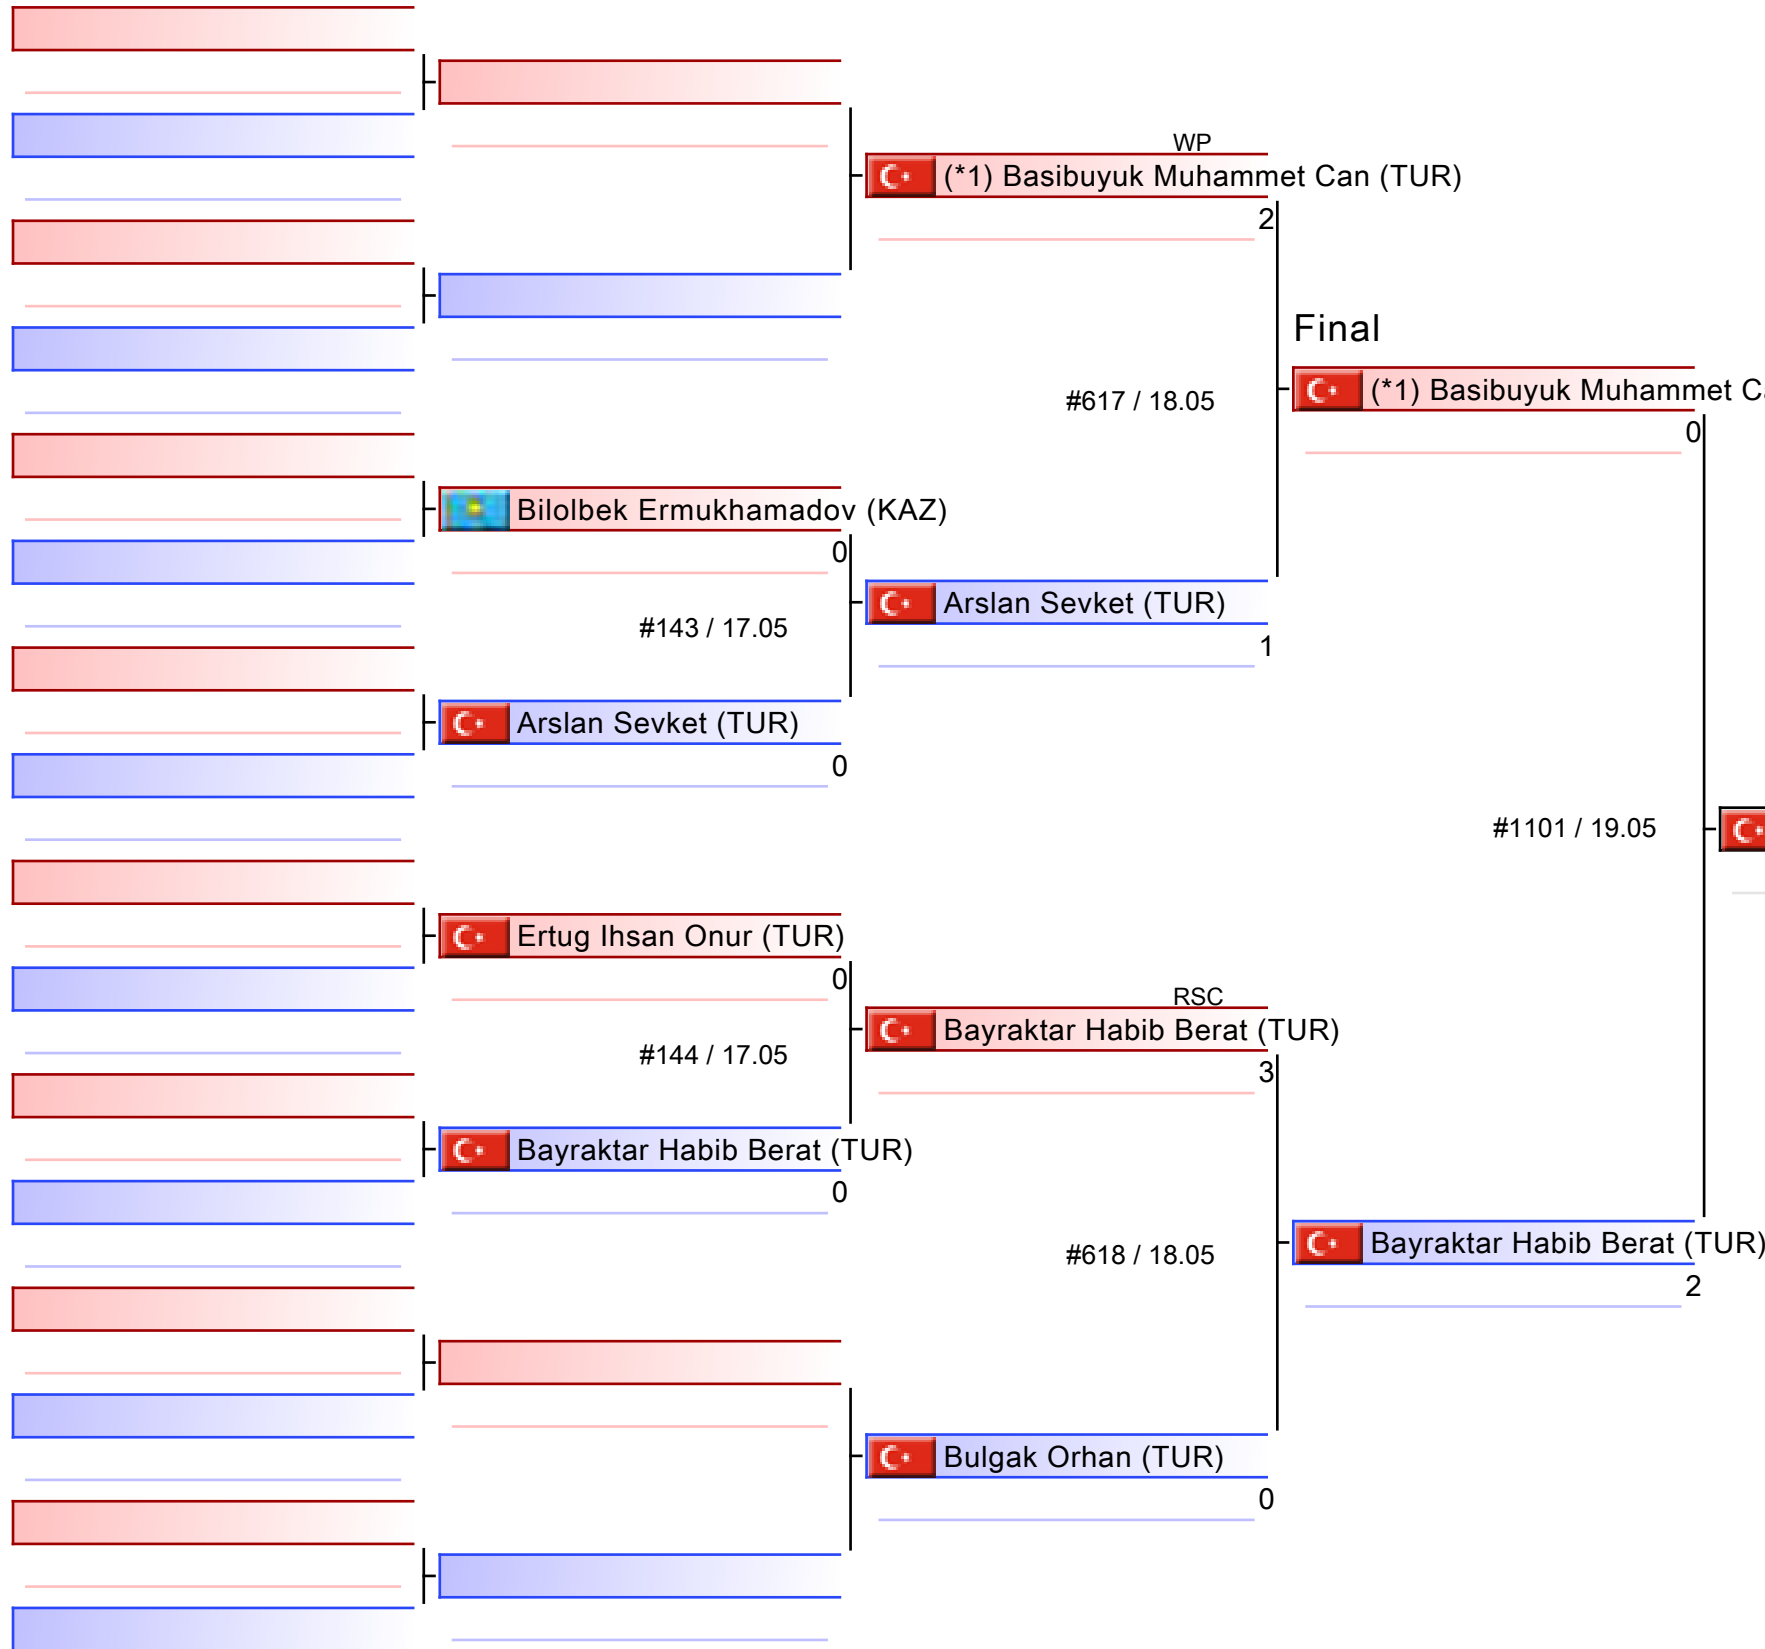 WP
(*1) Basibuyuk Muhammet Can (TUR)
2
Final
#617 / 18.05
(*1) Basibuyuk Muhammet
0
Bilolbek Ermukhamadov (KAZ)
0
#143 / 17.05
Arslan Sevket (TUR)
1
Arslan Sevket (TUR)
0
#1101 / 19.05
Ertug Ihsan Onur (TUR)
0
RSC
Bayraktar Habib Berat (TUR)
3
#144 / 17.05
Bayraktar Habib Berat (TUR)
0
#618 / 18.05
Bayraktar Habib Berat (TUR)
2
Bulgak Orhan (TUR)
0